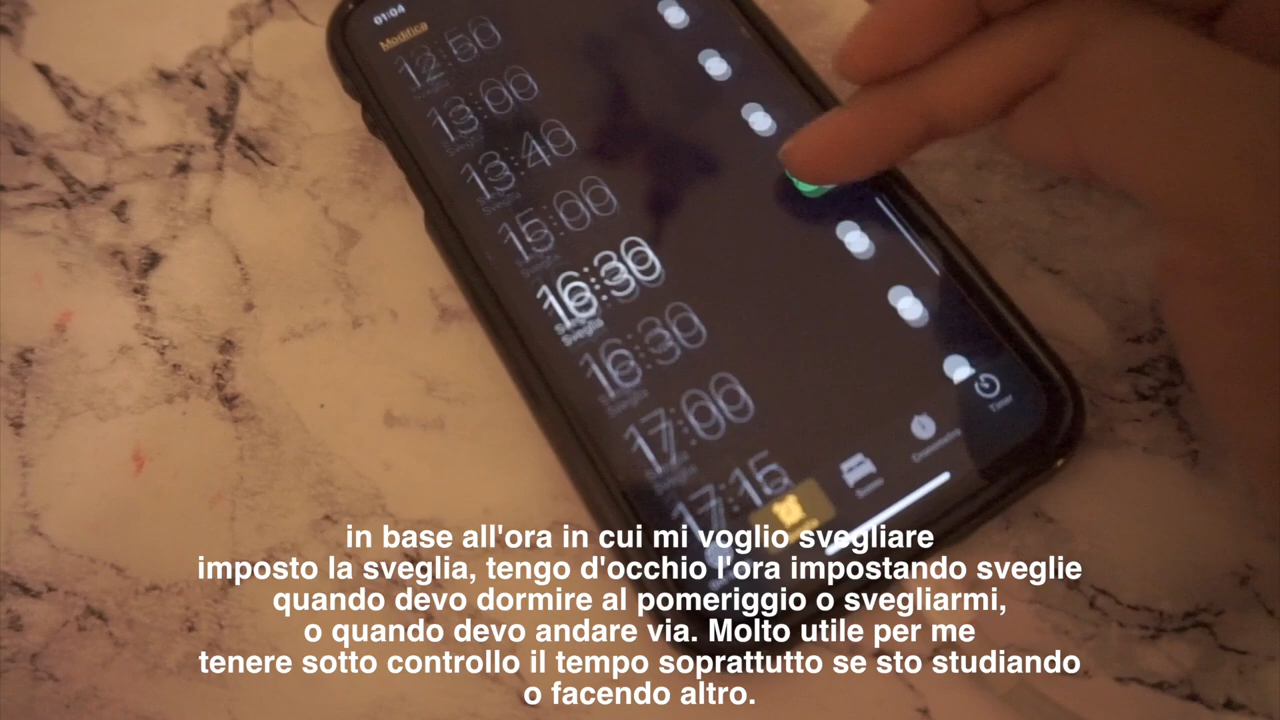 01:04
Modifica
12:50
Sveglia
13:00
Sveglia
13:40
Sveglia
15:00
Sveglia
16:30
Sveglia
16:30
Sveglia
17:00
Sveglia
17:15
Timer
Cronometro
in base all'ora in cui mi voglio svegliare
imposto la sveglia, tengo d'occhio l'ora impostando sveglie
quando devo dormire al pomeriggio o svegliarmi,
o quando devo andare via. Molto utile per me
tenere sotto controllo il tempo soprattutto se sto studiando
o facendo altro.